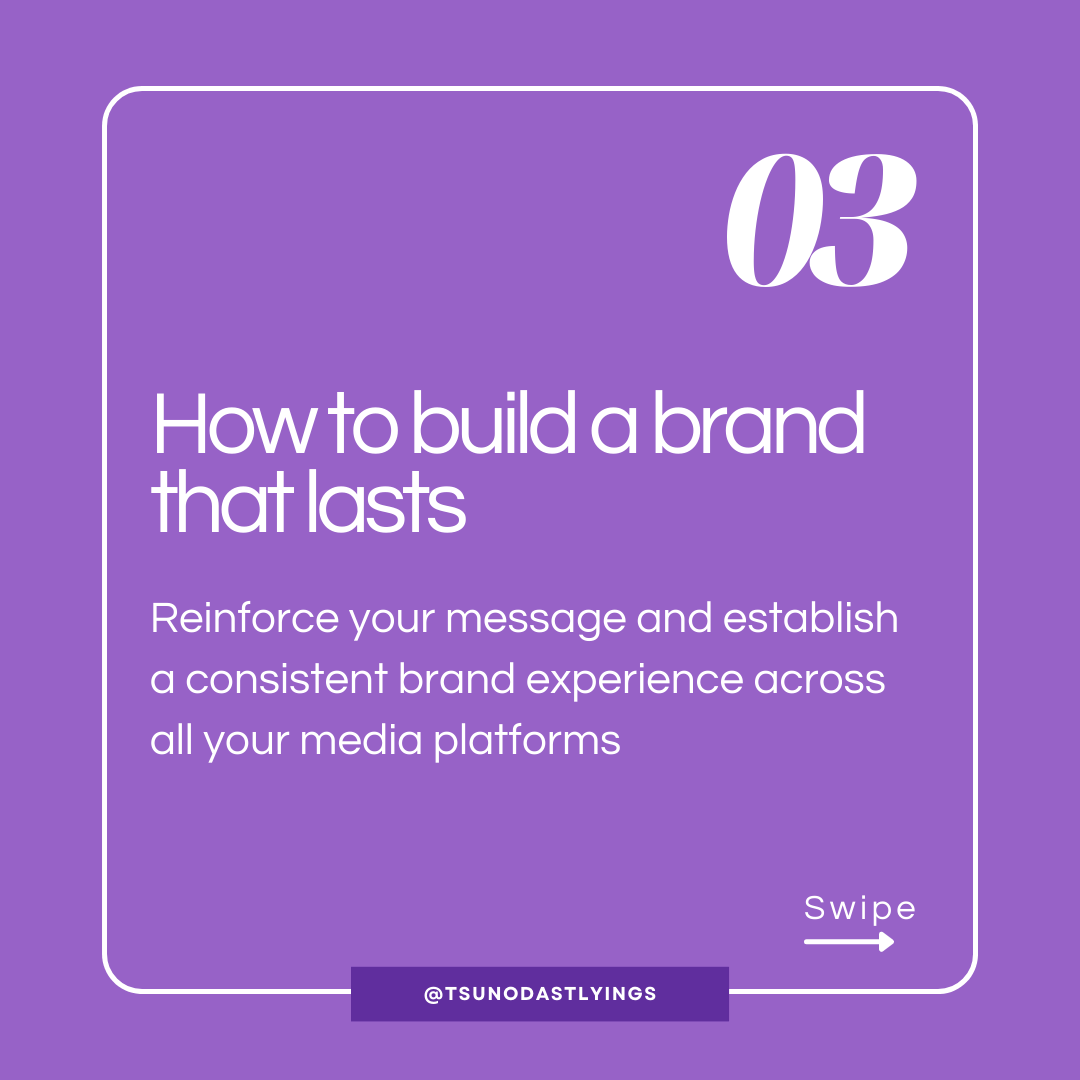 03
How to build a brand
that lasts
Reinforce your message and establish
a consistent brand experience across
all your media platforms
Swipe
@TSUNODASTLYINGS